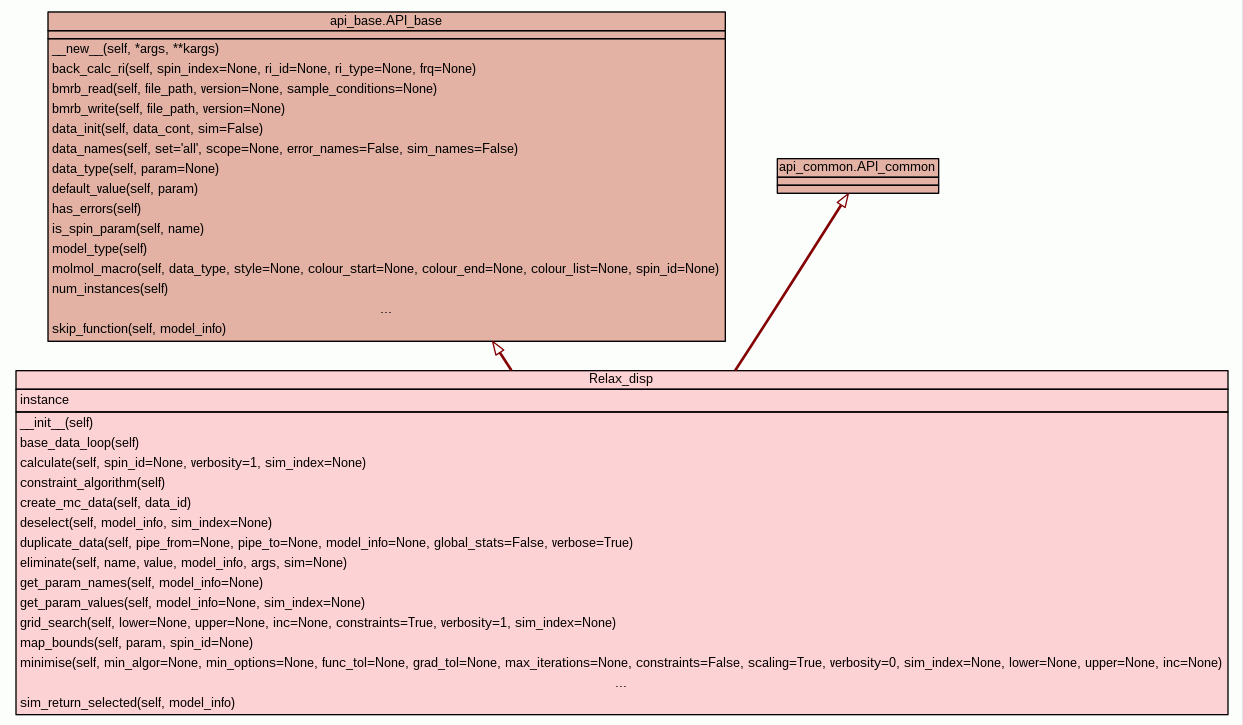 api_base.API_base
__new__(self, *args, **kargs)
back_calc_ri(self, spin_index=None, ri_id=None, ri_type=None, frq=None)
bmrb_read(self, file_path, version=None, sample_conditions=None)
bmrb_write(self, file_path, version=None)
data_init(self, data_cont, sim=False)
data_names(self, set='all', scope=None, error_names=False, sim_names=False)
data_type(self, param=None)
default_value(self, param)
has_errors(self)
is_spin_param(self, name)
model_type(self)
molmol_macro(self, data_type, style=None, colour_start=None, colour_end=None, colour_list=None, spin_id=None)
num_instances(self)
...
skip_function(self, model_info)
api_common.API_common
Relax_disp
instance
__init__(self)
base_data_loop(self)
calculate(self, spin_id=None, verbosity=1, sim_index=None)
constraint_algorithm(self)
create_mc_data(self, data_id)
deselect(self, model_info, sim_index=None)
duplicate_data(self, pipe_from=None, pipe_to=None, model_info=None, global_stats=False, verbose=True)
eliminate(self, name, value, model_info, args, sim=None)
get_param_names(self, model_info=None)
get_param_values(self, model_info=None, sim_index=None)
grid_search(self, lower=None, upper=None, inc=None, constraints=True, verbosity=1, sim_index=None)
map_bounds(self, param, spin_id=None)
minimise(self, min_algor=None, min_options=None, func_tol=None, grad_tol=None, max_iterations=None, constraints=False, scaling=True, verbosity=0, sim_index=None, lower=None, upper=None, inc=None)
...
sim_return_selected(self, model_info)